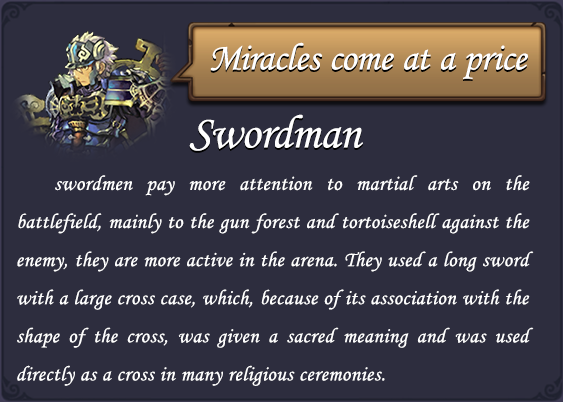 Miracles come at a price
Swordman
swordmen pay more attention to martial arts on the
battlefield, mainly to the gun forest and tortoiseshell against the
enemy, they are more active in the arena. They used a long sword
with a large cross case, which, because of its association with the
shape of the cross, was given a sacred meaning and was used
directly as a cross in many religious ceremonies.